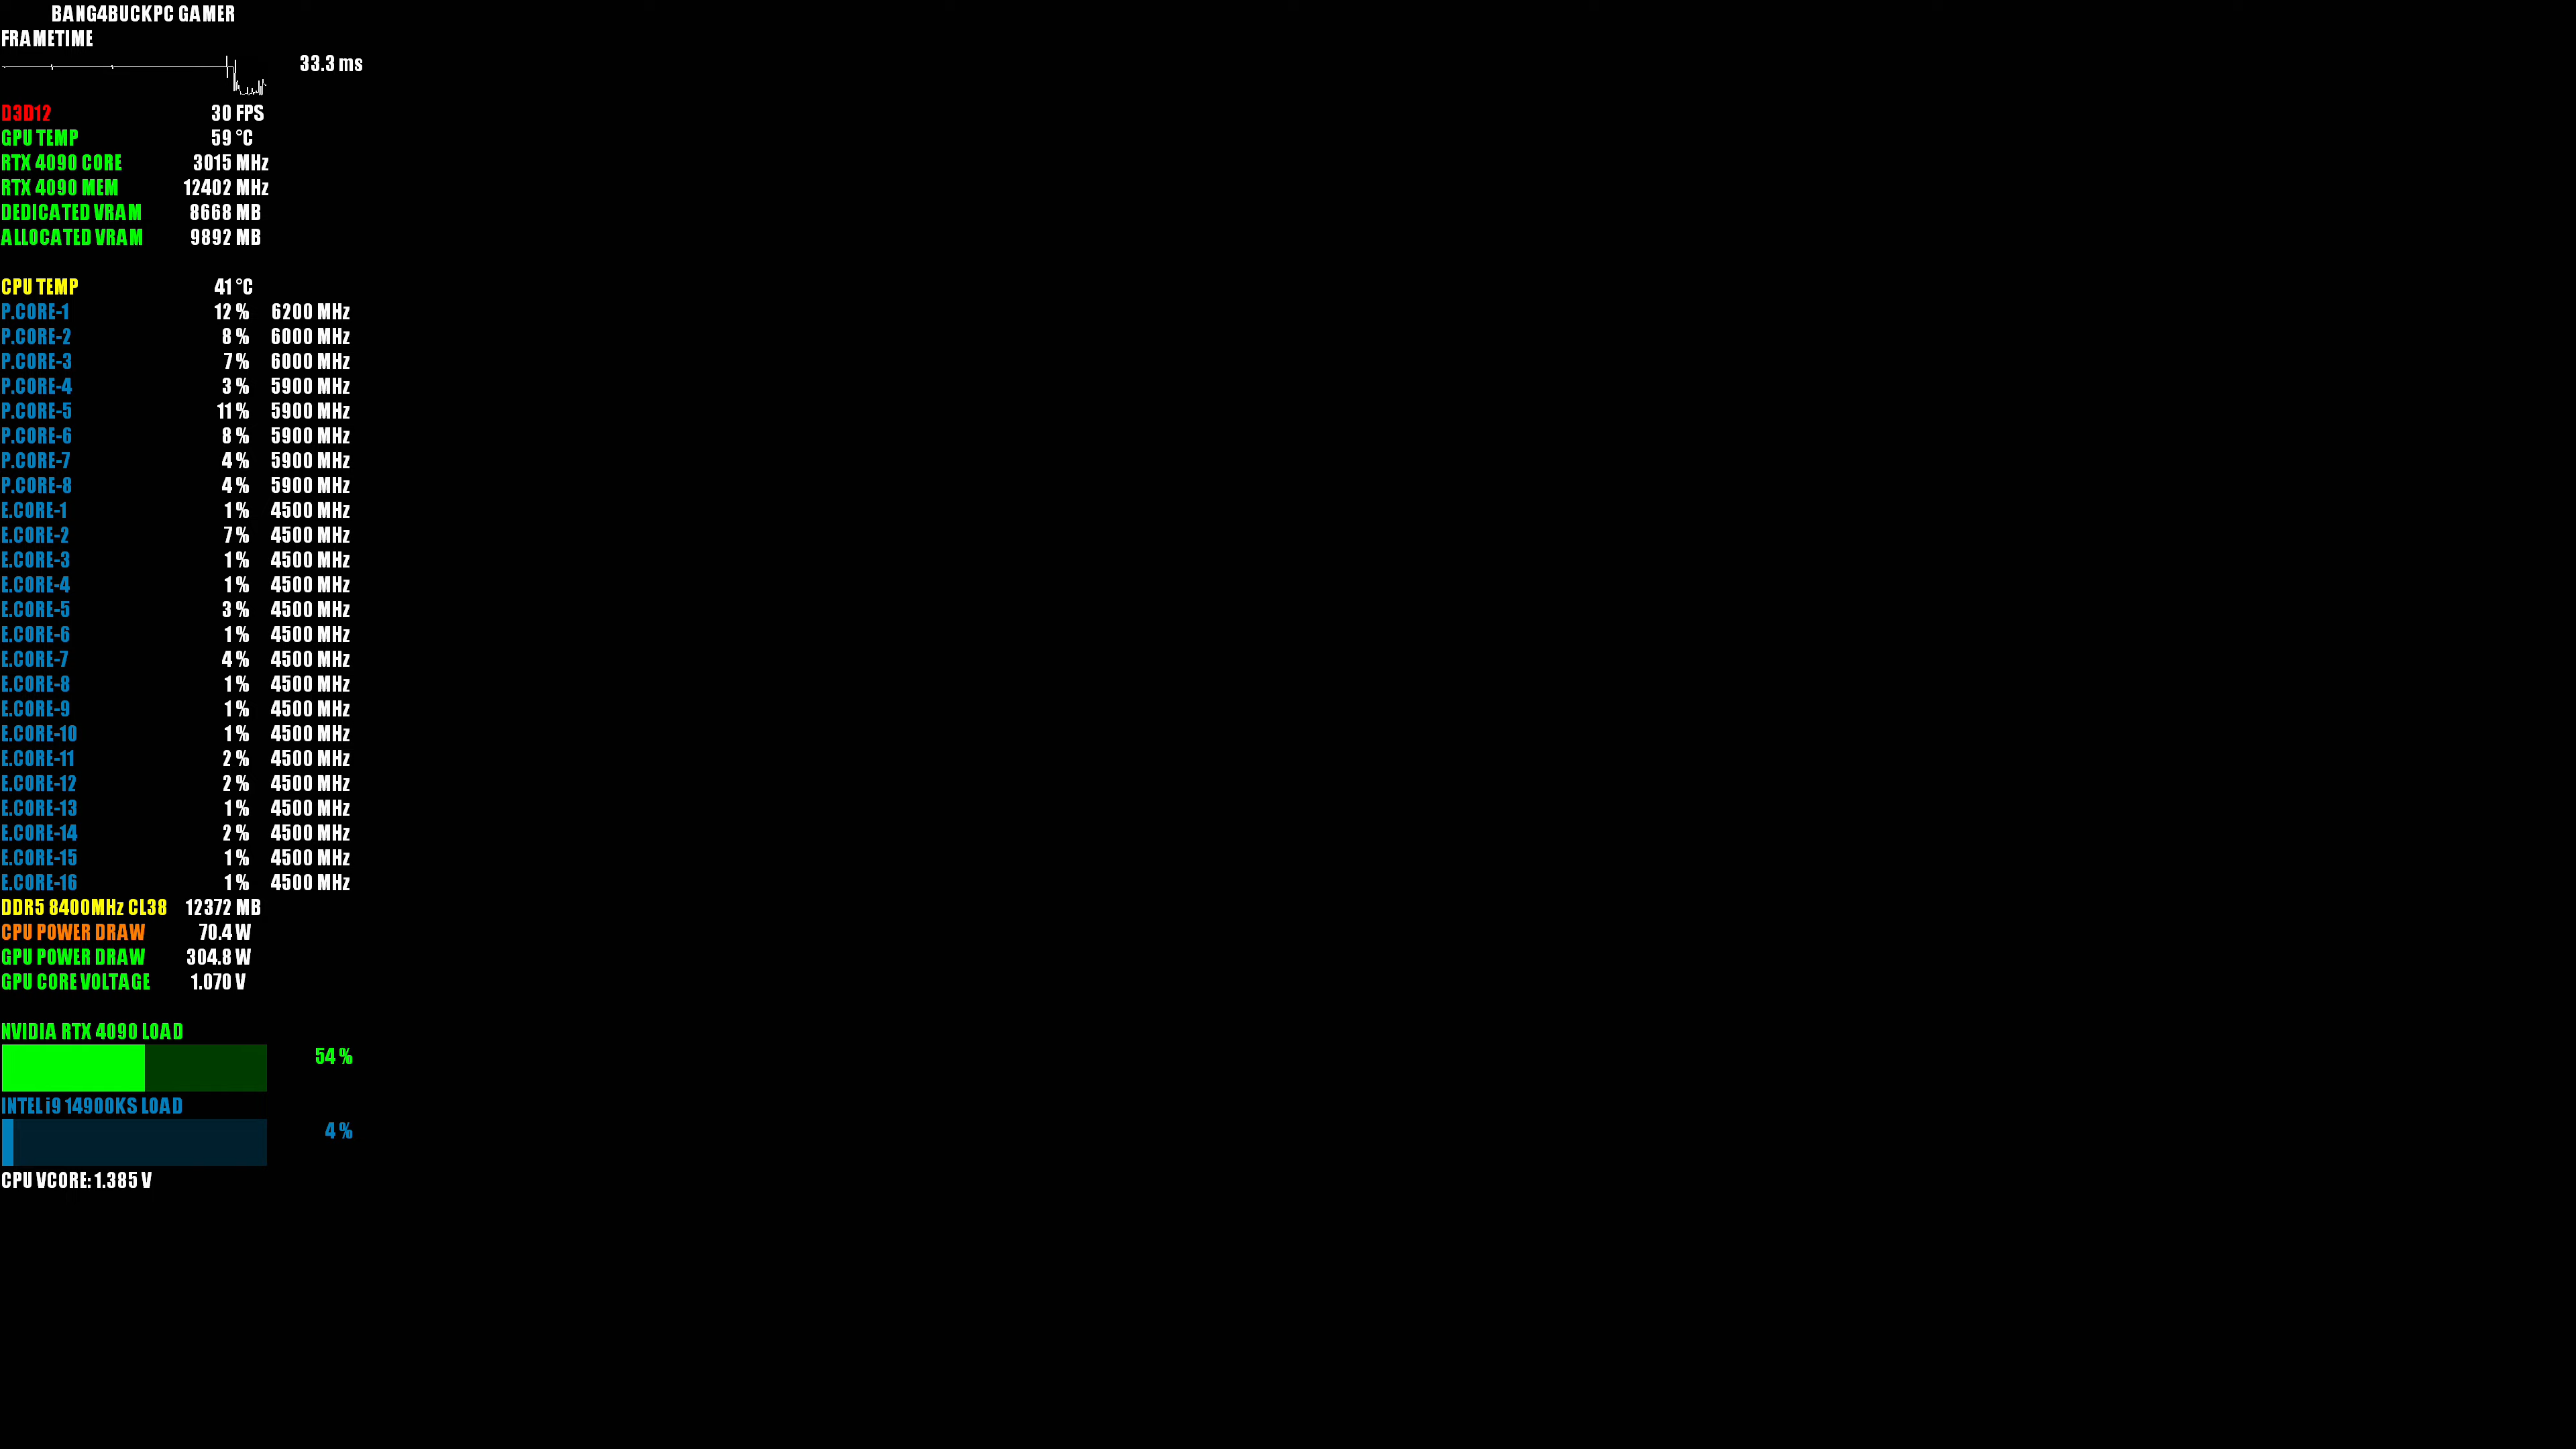 BANG4BUCKPC GAMER
FRAMETIME
33.3 ms
D3D12 30 FPS
GPU TEMP 59 °C
RTX 4090 CORE 3015 MHz
RTX 4090 MEM 12402 MHz
DEDICATED VRAM 8668 MB
ALLOCATED VRAM 9892 MB
CPU TEMP 41 °C
P.CORE-1 12 % 6200 MHz
P.CORE-2 8 % 6000 MHz
P.CORE-3 7 % 6000 MHz
P.CORE-4 3 % 5900 MHz
P.CORE-5 11 % 5900 MHz
P.CORE-6 8 % 5900 MHz
P.CORE-7 4 % 5900 MHz
P.CORE-8 4 % 5900 MHz
E.CORE-1 1 % 4500 MHz
E.CORE-2 7 % 4500 MHz
E.CORE-3 1 % 4500 MHz
E.CORE-4 1 % 4500 MHz
E.CORE-5 3 % 4500 MHz
E.CORE-6 1 % 4500 MHz
E.CORE-7 4 % 4500 MHz
E.CORE-8 1 % 4500 MHz
E.CORE-9 1 % 4500 MHz
E.CORE-10 1 % 4500 MHz
E.CORE-11 2 % 4500 MHz
E.CORE-12 2 % 4500 MHz
E.CORE-13 1 % 4500 MHz
E.CORE-14 2 % 4500 MHz
E.CORE-15 1 % 4500 MHz
E.CORE-16 1 % 4500 MHz
DDR5 8400MHz CL38 12372 MB
CPU POWER DRAW 70.4 W
GPU POWER DRAW 304.8 W
GPU CORE VOLTAGE 1.070 V
NVIDIA RTX 4090 LOAD
54 %
INTEL i9 14900KS LOAD
4 %
CPU VCORE: 1.385 V